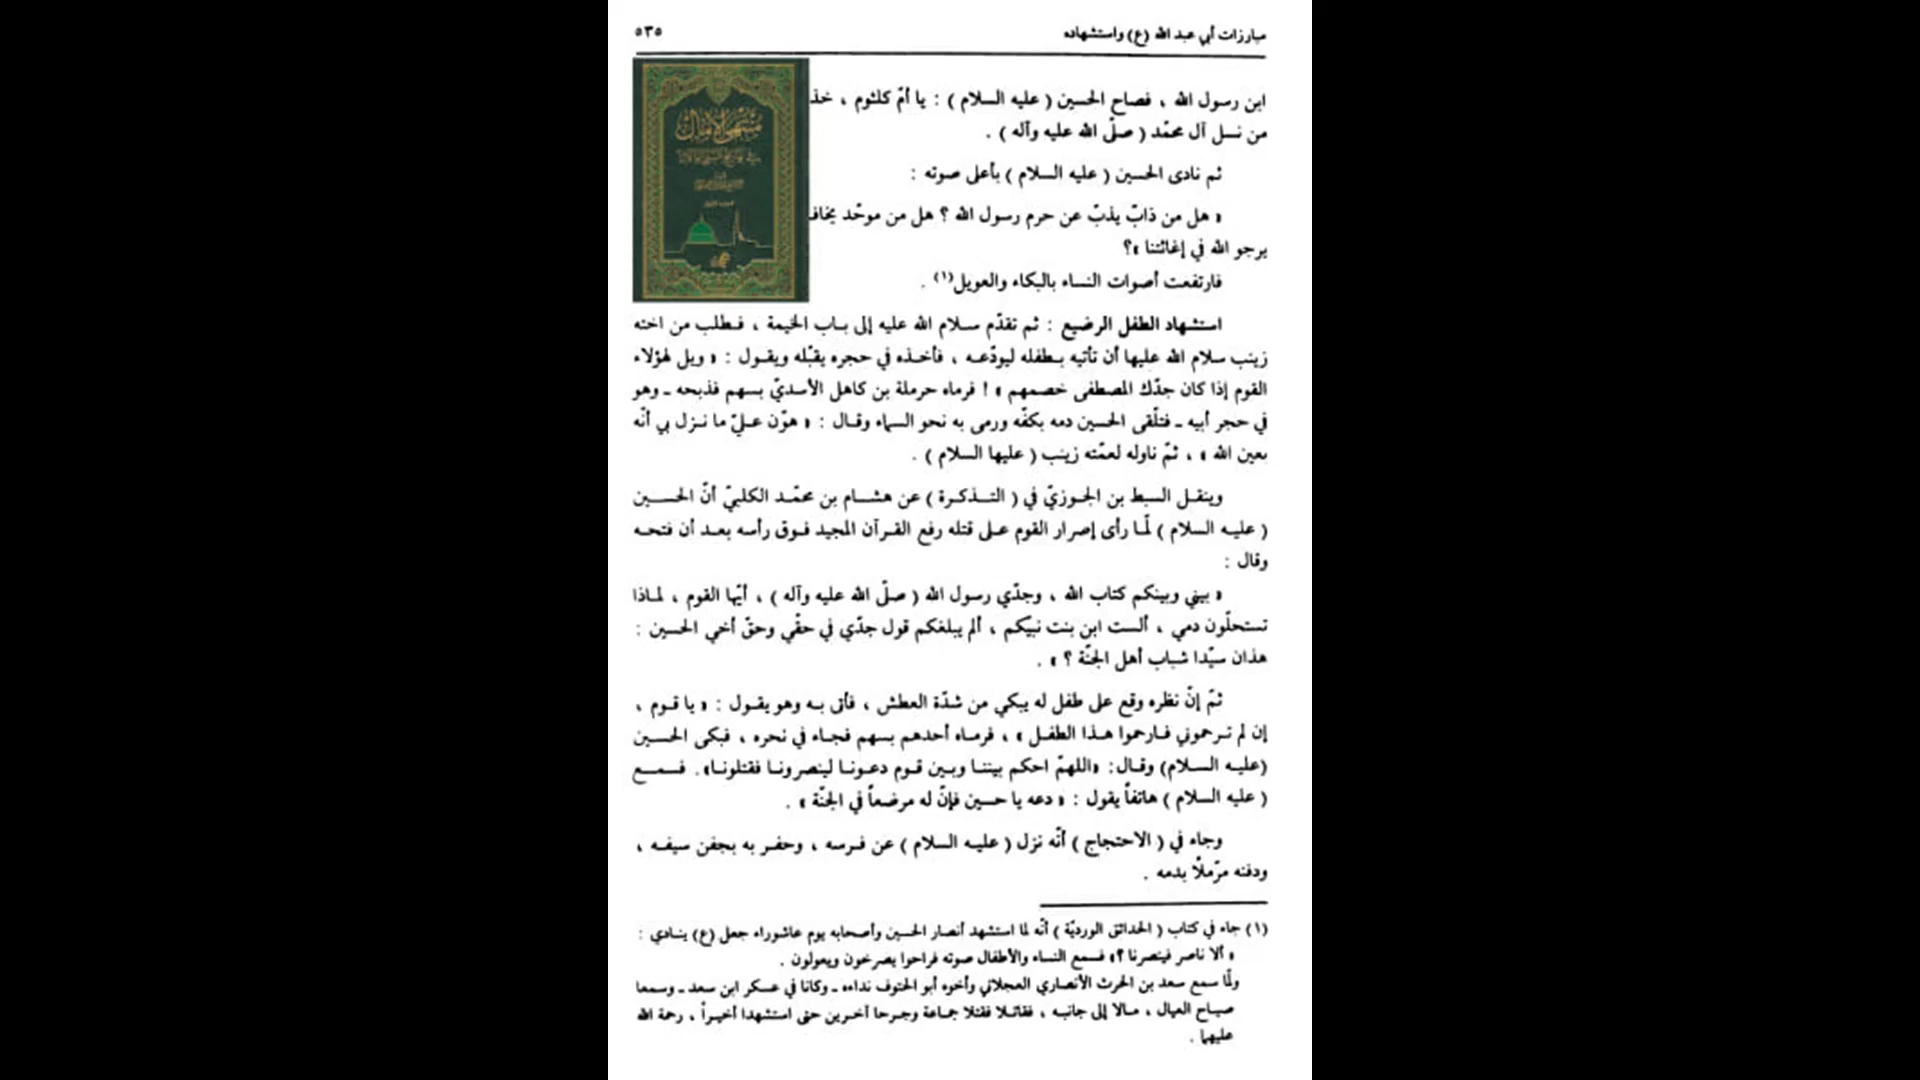 مبارزات أبي عبد الله (ع) واستشهاده
٥٣٥
ابن رسول الله ، فصاح الحسين ( عليه السلام ) : يا أمّ كلثوم ، خذ
من نسل آل محمّد ( صلّى الله عليه وآله ) .
ثم نادى الحسين ( عليه السلام ) بأعلى صوته :
« هل من ذابّ يذبّ عن حرم رسول الله ؟ هل من موحّد يخاف
يرجو الله في إغاثتنا »؟
فارتفعت أصوات النساء بالبكاء والعويل(١) .
منتهى الآمال
استشهاد الطفل الرضيع : ثم تقدّم سلام الله عليه إلى باب الخيمة ، فطلب من اخته
زينب سلام الله عليها أن تأتيه بطفله ليودّعه ، فأخذه في حجره يقبّله ويقول : « ويل لهؤلاء
القوم إذا كان جدّك المصطفى خصمهم » ! فرماه حرملة بن كاهل الأسديّ بسهم فذبحه ـ وهو
في حجر أبيه ـ فتلّقى الحسين دمه بكفّه ورمى به نحو السماء وقال : « هوّن عليّ ما نزل بي أنّه
بعين الله » ، ثمّ ناوله لعمّته زينب ( عليها السلام ) .
وينقل السبط بن الجوزيّ في ( التذكرة ) عن هشام بن محمّد الكلبيّ أنّ الحسين
( عليه السلام ) لمّا رأى إصرار القوم على قتله رفع القرآن المجيد فوق رأسه بعد أن فتحه
وقال :
« بيني وبينكم كتاب الله ، وجدّي رسول الله ( صلّى الله عليه وآله ) ، أيّها القوم ، لماذا
تستحلّون دمي ، ألست ابن بنت نبيّكم ، ألم يبلغكم قول جدّي في حقّي وحقّ أخي الحسين :
هذان سيّدا شباب أهل الجنّة ؟ » .
ثمّ إنّ نظره وقع على طفل له يبكي من شدّة العطش ، فأتى به وهو يقول : « يا قوم ،
إن لم ترحموني فارحموا هذا الطفل » ، فرماه أحدهم بسهم فجاء في نحره ، فبكى الحسين
(عليه السلام) وقال: «اللهمّ احكم بيننا وبين قوم دعونا لينصرونا فقتلونا». فسمع
( عليه السلام ) هاتفاً يقول : « دعه يا حسين فإنّ له مرضعاً في الجنّة » .
وجاء في ( الاحتجاج ) أنّه نزل ( عليه السلام ) عن فرسه ، وحفر به بجفن سيفه ،
ودفنه مرّملاً بدمه .
(١) جاء في كتاب ( الحدائق الورديّة ) أنّه لما استشهد أنصار الحسين وأصحابه يوم عاشوراء جعل (ع) ينادي :
« ألا ناصر فينصرنا ؟» فسمع النساء والأطفال صوته فراحوا يصرخون ويعولون .
ولمّا سمع سعد بن الحرث الأنصاري العجلاني وأخوه أبو الحتوف نداءه ـ وكانا في عسكر ابن سعد ـ وسمعا
صياح العيال ، مالا إلى جانبه ، فقاتلا فقتلا جماعة وجرحا آخرين حتى استشهدا أخيراً ، رحمة الله
عليهما .